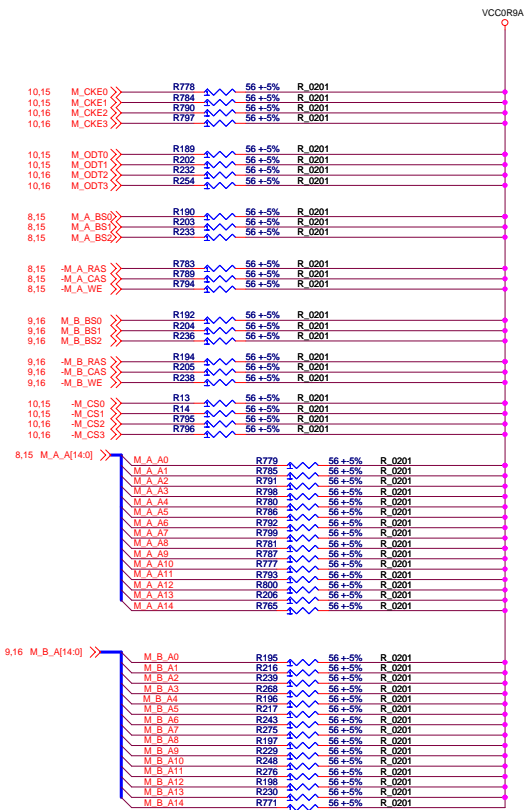 VCC0R9A
10,15 M_CKE0 R778 56 +-5% R_0201
10,15 M_CKE1 R784 56 +-5% R_0201
10,16 M_CKE2 R790 56 +-5% R_0201
10,16 M_CKE3 R797 56 +-5% R_0201
10,15 M_ODT0 R189 56 +-5% R_0201
10,15 M_ODT1 R202 56 +-5% R_0201
10,16 M_ODT2 R232 56 +-5% R_0201
10,16 M_ODT3 R254 56 +-5% R_0201
8,15 M_A_BS0 R190 56 +-5% R_0201
8,15 M_A_BS1 R203 56 +-5% R_0201
8,15 M_A_BS2 R233 56 +-5% R_0201
8,15 -M_A_RAS R783 56 +-5% R_0201
8,15 -M_A_CAS R789 56 +-5% R_0201
8,15 -M_A_WE R794 56 +-5% R_0201
9,16 M_B_BS0 R192 56 +-5% R_0201
9,16 M_B_BS1 R204 56 +-5% R_0201
9,16 M_B_BS2 R236 56 +-5% R_0201
9,16 -M_B_RAS R194 56 +-5% R_0201
9,16 -M_B_CAS R205 56 +-5% R_0201
9,16 -M_B_WE R238 56 +-5% R_0201
10,15 -M_CS0 R13 56 +-5% R_0201
10,15 -M_CS1 R14 56 +-5% R_0201
10,16 -M_CS2 R795 56 +-5% R_0201
10,16 -M_CS3 R796 56 +-5% R_0201
8,15 M_A_A[14:0]
M_A_A0 R779 56 +-5% R_0201
M_A_A1 R785 56 +-5% R_0201
M_A_A2 R791 56 +-5% R_0201
M_A_A3 R798 56 +-5% R_0201
M_A_A4 R780 56 +-5% R_0201
M_A_A5 R786 56 +-5% R_0201
M_A_A6 R792 56 +-5% R_0201
M_A_A7 R799 56 +-5% R_0201
M_A_A8 R781 56 +-5% R_0201
M_A_A9 R787 56 +-5% R_0201
M_A_A10 R777 56 +-5% R_0201
M_A_A11 R793 56 +-5% R_0201
M_A_A12 R800 56 +-5% R_0201
M_A_A13 R206 56 +-5% R_0201
M_A_A14 R765 56 +-5% R_0201
9,16 M_B_A[14:0]
M_B_A0 R195 56 +-5% R_0201
M_B_A1 R216 56 +-5% R_0201
M_B_A2 R239 56 +-5% R_0201
M_B_A3 R268 56 +-5% R_0201
M_B_A4 R196 56 +-5% R_0201
M_B_A5 R217 56 +-5% R_0201
M_B_A6 R243 56 +-5% R_0201
M_B_A7 R275 56 +-5% R_0201
M_B_A8 R197 56 +-5% R_0201
M_B_A9 R229 56 +-5% R_0201
M_B_A10 R248 56 +-5% R_0201
M_B_A11 R276 56 +-5% R_0201
M_B_A12 R198 56 +-5% R_0201
M_B_A13 R230 56 +-5% R_0201
M_B_A14 R771 56 +-5% R_0201